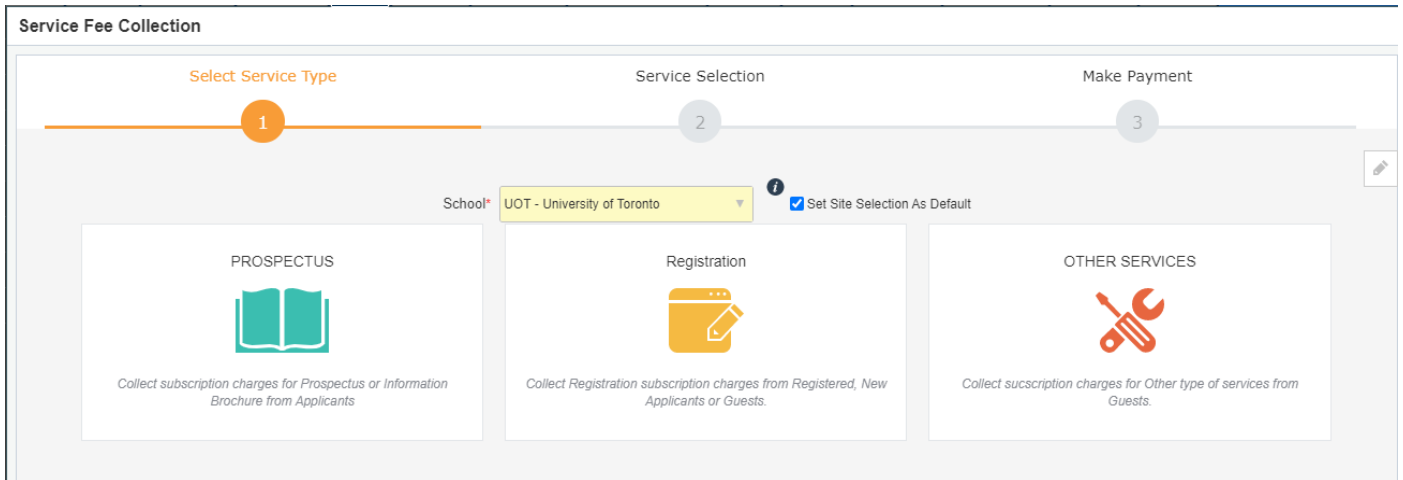 Service Fee Collection
Select Service Type
Service Selection
Make Payment
1
2
3
School*
UOT - University of Toronto
i
Set Site Selection As Default
PROSPECTUS
Collect subscription charges for Prospectus or Information
Brochure from Applicants
Registration
Collect Registration subscription charges from Registered, New
Applicants or Guests.
OTHER SERVICES
Collect sucscription charges for Other type of services from
Guests.